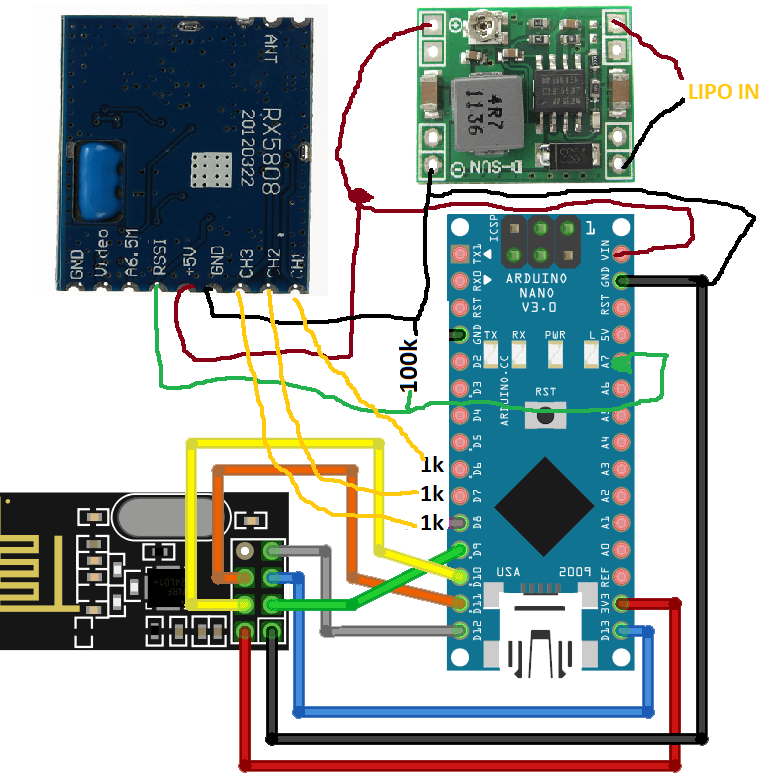 ANT
RX5808
20120322
GND
Video
A6.5M
RSSI
+5V
GND
CH3
CH2
CH1
4R7
1136
D-SUN
SS54
LIPO IN
ICSP
1
TX1
RX0
RST
GND
D2
D3
D4
D5
D6
D7
D8
D9
D10
D11
D12
ARDUINO
NANO
V3.0
TX
RX
PWR
L
ARDUINO.CC
RST
USA
2009
VIN
GND
RST
5V
A7
A6
A5
A4
A3
A2
A1
A0
REF
3V3
D13
100k
1k
1k
1k